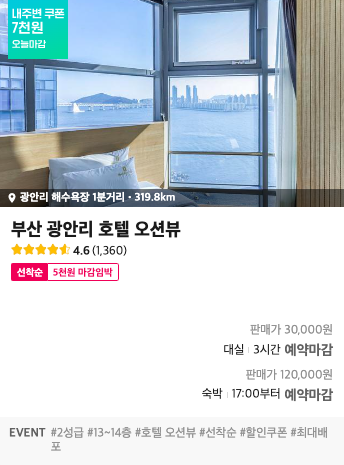 내주변 쿠폰
7천원
오늘마감
광안리 해수욕장 1분거리 • 319.8km
부산 광안리 호텔 오션뷰
4.6 (1,360)
선착순 5천원 마감임박
판매가 30,000원
대실 3시간 예약마감
판매가 120,000원
숙박 17:00부터 예약마감
EVENT #2성급 #13~14층 #호텔 오션뷰 #선착순 #할인쿠폰 #최대배
포